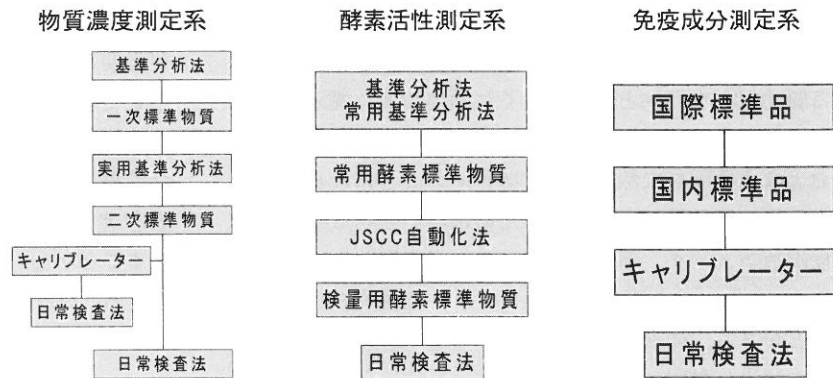 物質濃度測定系
基準分析法
一次標準物質
実用基準分析法
二次標準物質
キャリブレーター
日常検査法
日常検査法
酵素活性測定系
基準分析法
常用基準分析法
常用酵素標準物質
JSCC自動化法
検量用酵素標準物質
日常検査法
免疫成分測定系
国際標準品
国内標準品
キャリブレーター
日常検査法